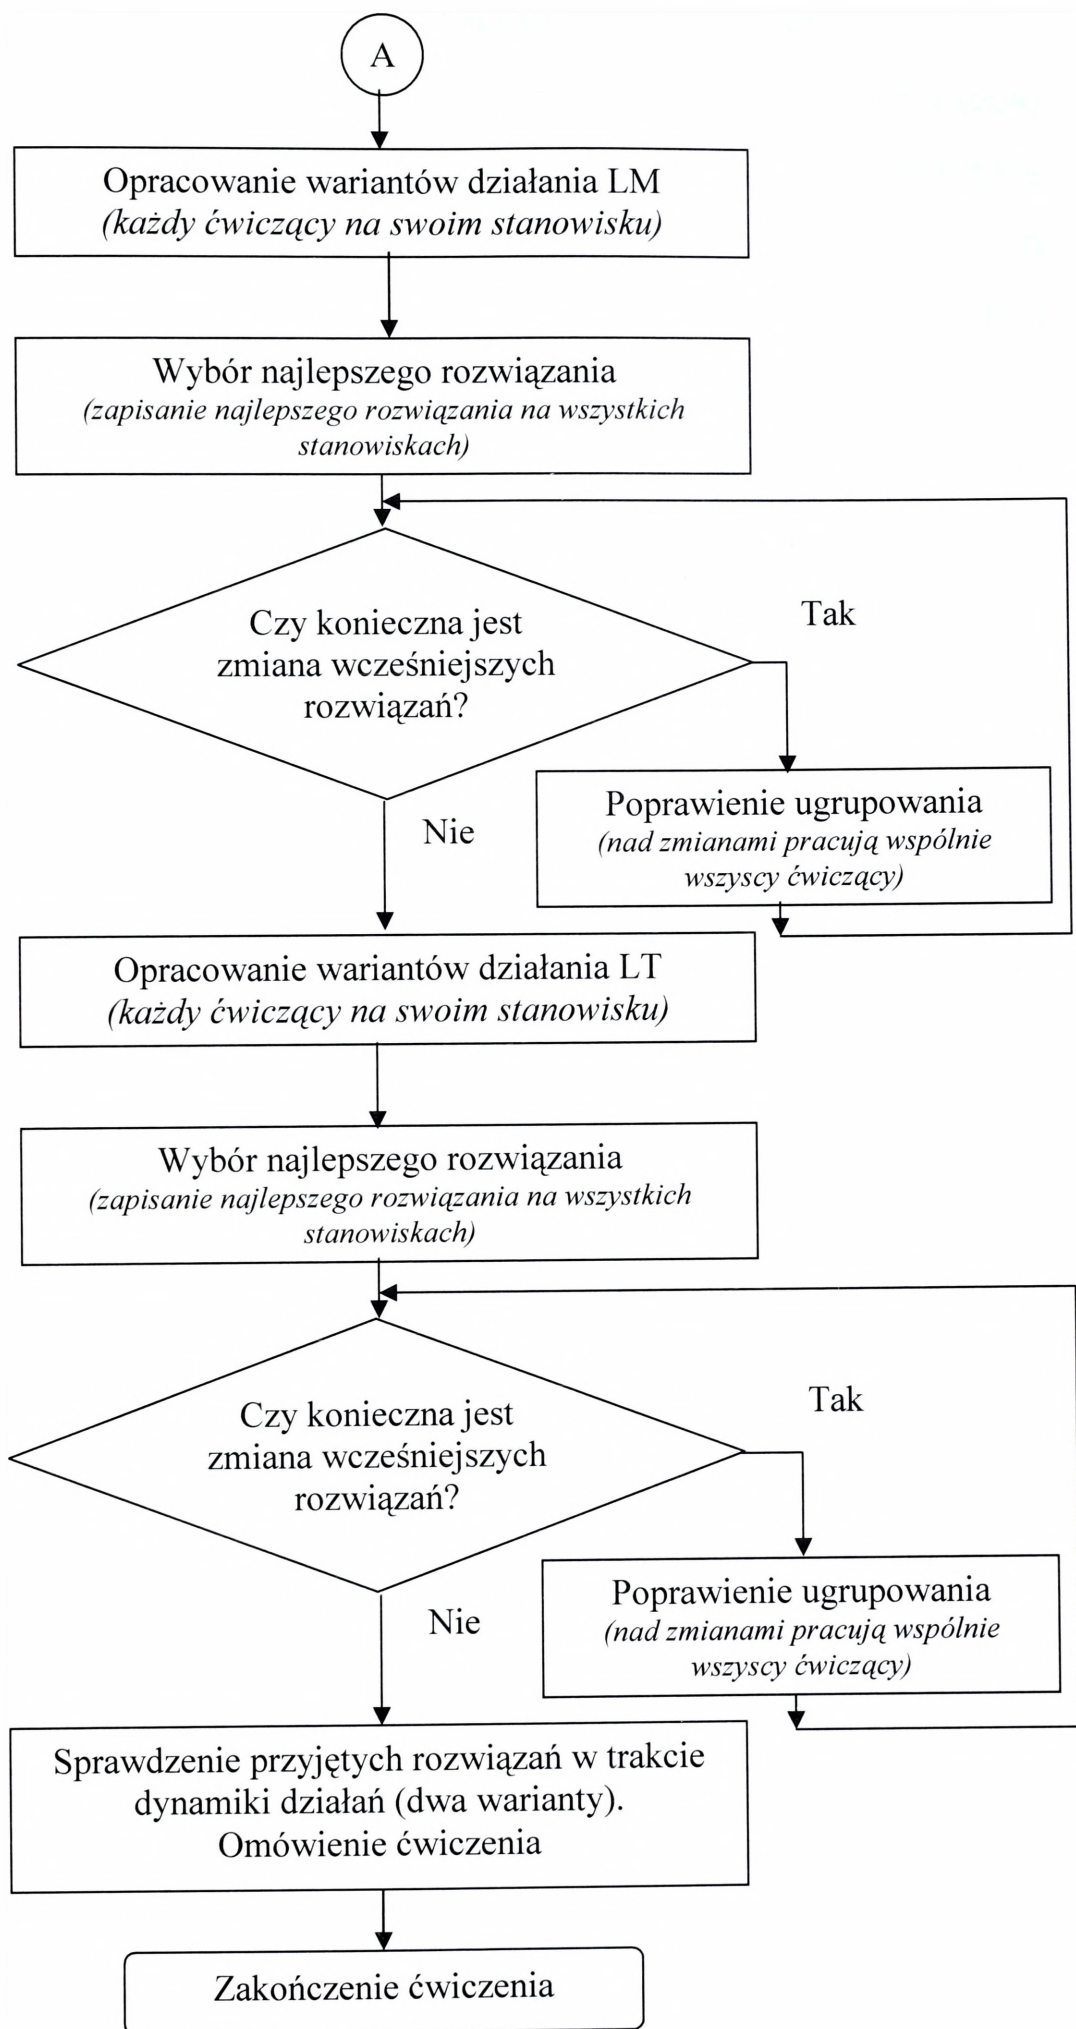 A
Opracowanie wariantów działania LM
(każdy ćwiczący na swoim stanowisku)
Wybór najlepszego rozwiązania
(zapisanie najlepszego rozwiązania na wszystkich
stanowiskach)
Czy konieczna jest
zmiana wcześniejszych
rozwiązań?
Tak
Poprawienie ugrupowania
(nad zmianami pracują wspólnie
wszyscy ćwiczący)
Nie
Opracowanie wariantów działania LT
(każdy ćwiczący na swoim stanowisku)
Wybór najlepszego rozwiązania
(zapisanie najlepszego rozwiązania na wszystkich
stanowiskach)
Czy konieczna jest
zmiana wcześniejszych
rozwiązań?
Tak
Poprawienie ugrupowania
(nad zmianami pracują wspólnie
wszyscy ćwiczący)
Nie
Sprawdzenie przyjętych rozwiązań w trakcie
dynamiki działań (dwa warianty).
Omówienie ćwiczenia
Zakończenie ćwiczenia